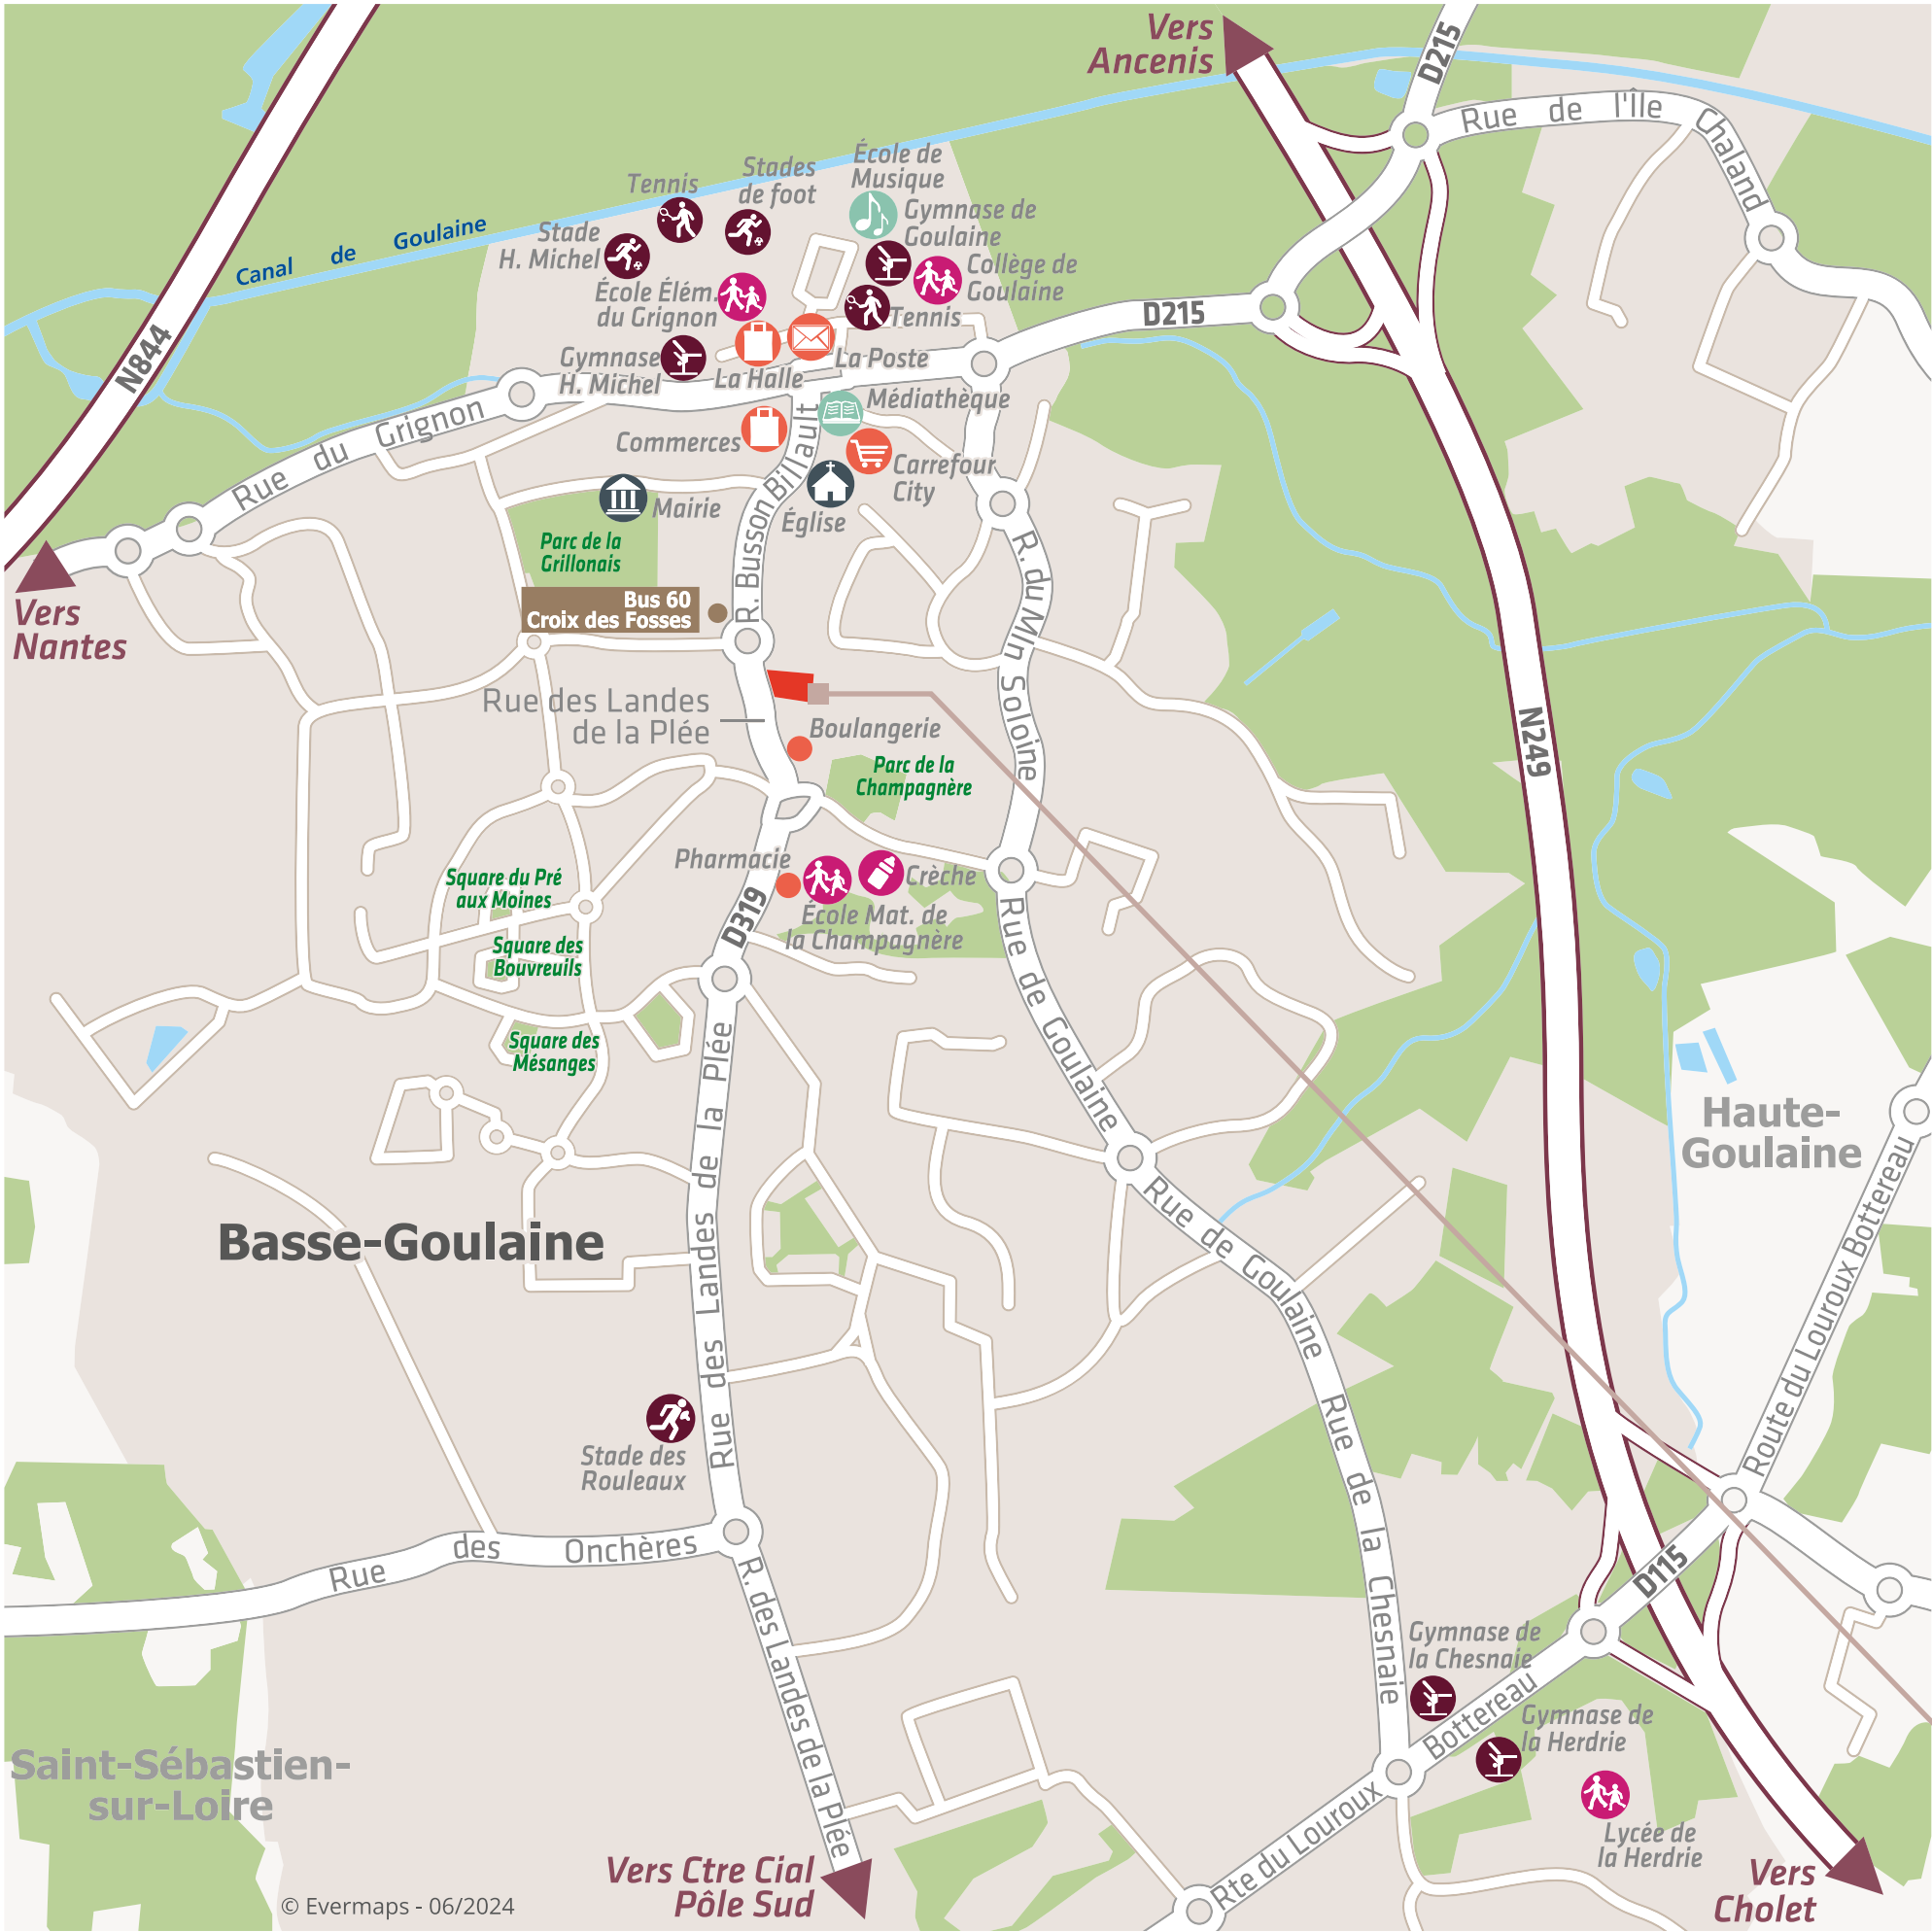 Vers
Ancenis
D215
Rue de l'Île
Chaland
École de
Musique
Stades
de foot
Tennis
Gymnase de
Goulaine
Stade
H. Michel
Canal de Goulaine
Collège de
Goulaine
École Élém.
du Grignon
Tennis
D215
N844
La Poste
Gymnase
H. Michel
La Halle
Médiathèque
Rue du Grignon
Commerces
R. Busson Billault
Carrefour
City
Mairie
Église
Parc de la
Grillonais
R. du Mln Soloine
Bus 60
Croix des Fosses
Vers
Nantes
Rue des Landes
de la Plée
Boulangerie
N249
Parc de la
Champagnère
Pharmacie
Crèche
Square du Pré
aux Moines
École Mat. de
la Champagnère
D319
Square des
Bouvreuils
Rue de Goulaine
Square des
Mésanges
Rue des Landes de la Plée
Haute-
Goulaine
Route du Louroux Bottereau
Rue de Goulaine
Basse-Goulaine
Rue de la Chesnaie
Stade des
Rouleaux
Rue des Onchères
D115
R. des Landes de la Plée
Gymnase de
la Chesnaie
Gymnase de
la Herdrie
Rte du Louroux Bottereau
Saint-Sébastien-
sur-Loire
Lycée de
la Herdrie
Vers Ctre Cial
Pôle Sud
Vers
Cholet
© Evermaps - 06/2024